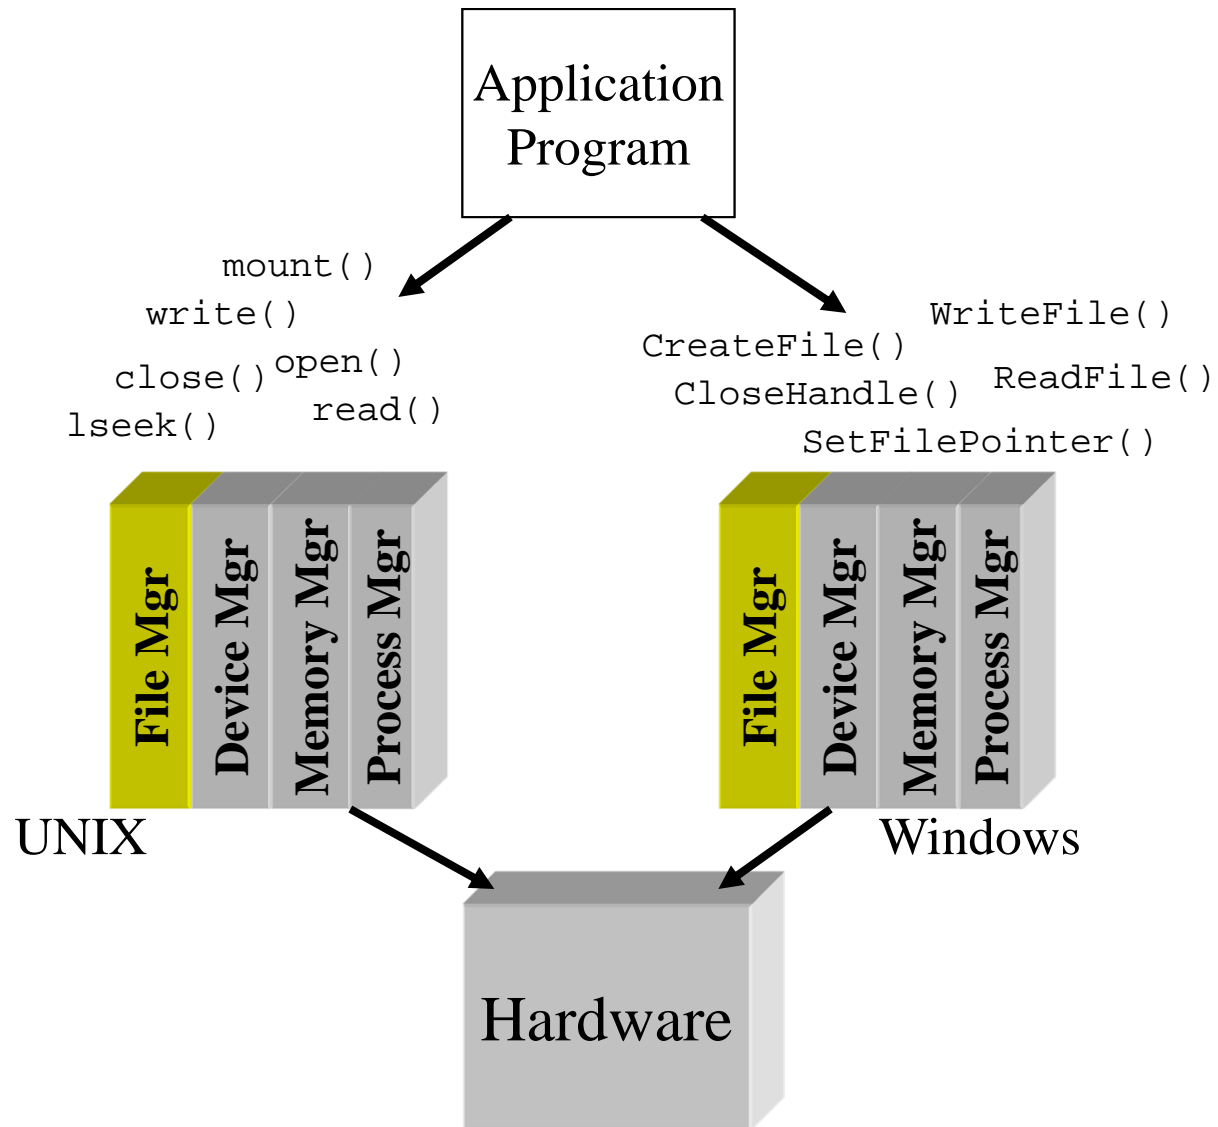 Application
Program
mount()
write()
open()
close()
read()
lseek()
WriteFile()
CreateFile()
ReadFile()
CloseHandle()
SetFilePointer()
File Mgr
Device Mgr
Memory Mgr
Process Mgr
File Mgr
Device Mgr
Memory Mgr
Process Mgr
UNIX
Windows
Hardware